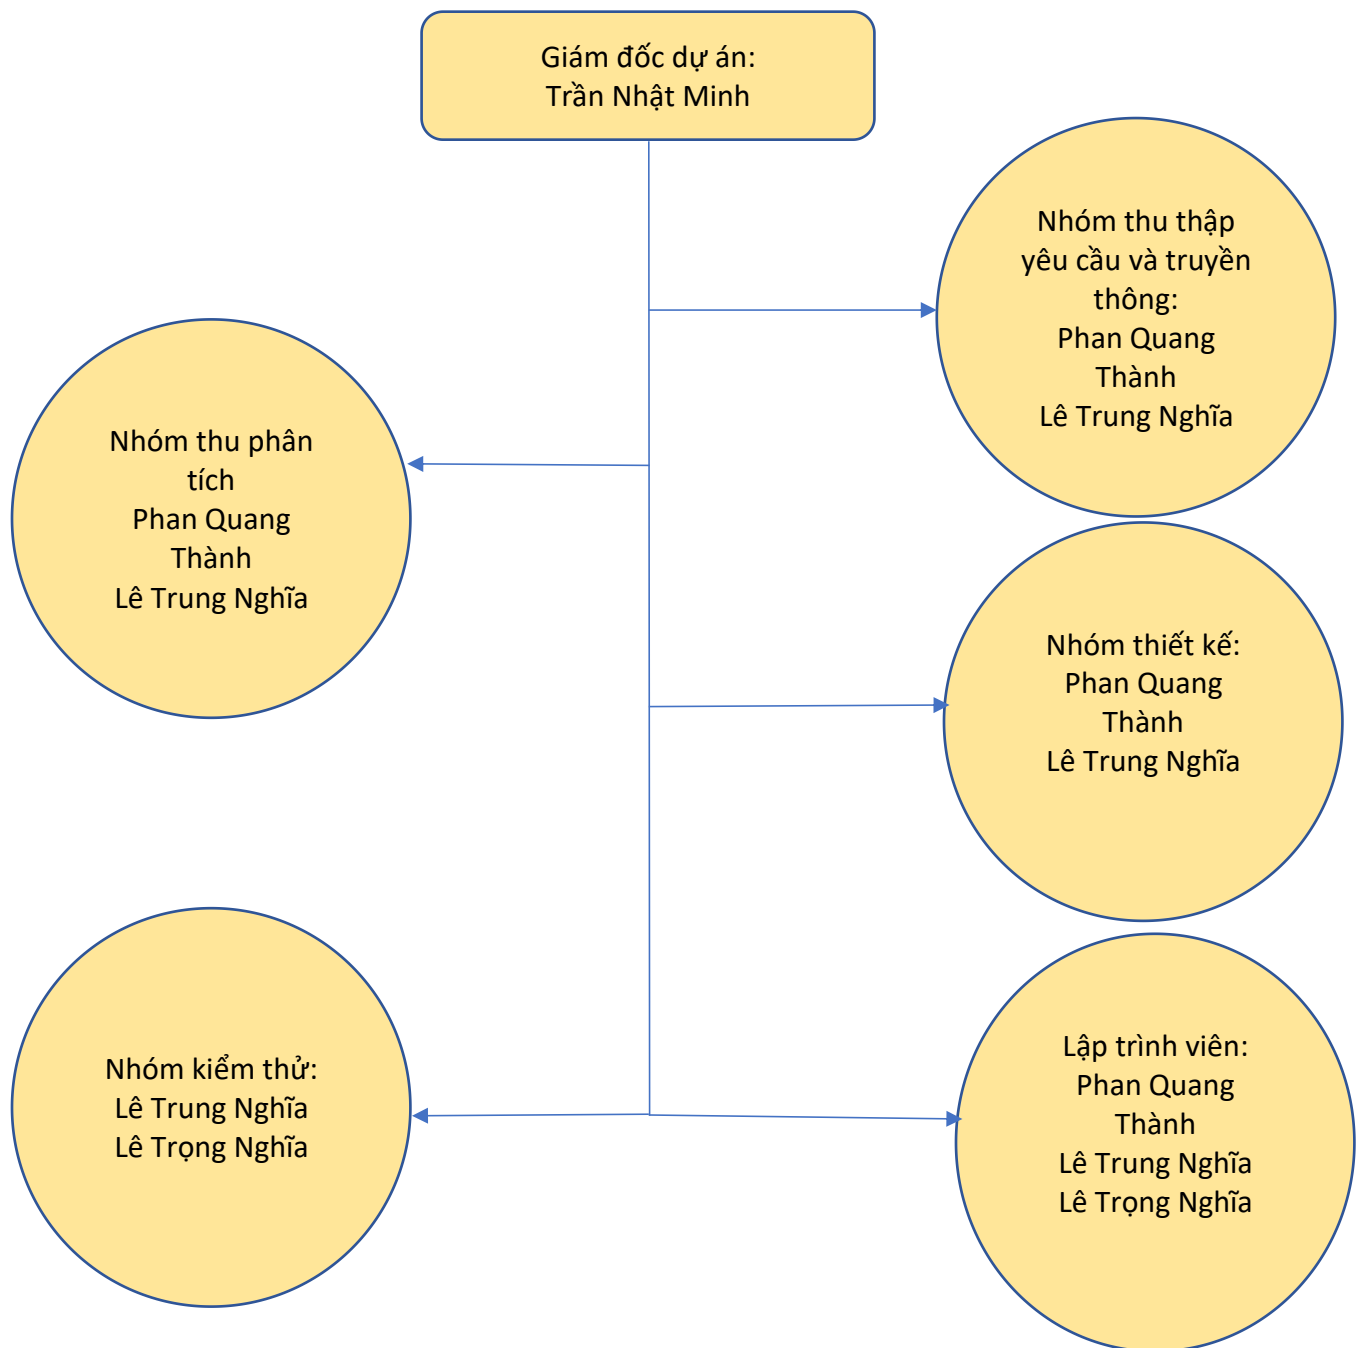 Giám đốc dự án:
Trần Nhật Minh
Nhóm thu thập
yêu cầu và truyền
thông:
Phan Quang
Thành
Lê Trung Nghĩa
Nhóm thu phân
tích
Phan Quang
Thành
Lê Trung Nghĩa
Nhóm thiết kế:
Phan Quang
Thành
Lê Trung Nghĩa
Nhóm kiểm thử:
Lê Trung Nghĩa
Lê Trọng Nghĩa
Lập trình viên:
Phan Quang
Thành
Lê Trung Nghĩa
Lê Trọng Nghĩa